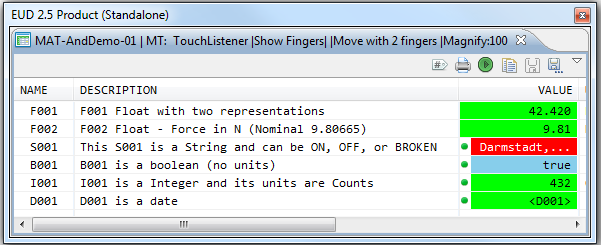 EUD 2.5 Product (Standalone)
MAT-AndDemo-01 | MT: TouchListener |Show Fingers| |Move with 2 fingers |Magnify:100
NAME DESCRIPTION VALUE
F001 F001 Float with two representations 42.420
F002 F002 Float - Force in N (Nominal 9.80665) 9.81
S001 This S001 is a String and can be ON, OFF, or BROKEN Darmstadt,...
B001 B001 is a boolean (no units) true
I001 I001 is a Integer and its units are Counts 432
D001 D001 is a date <D001>